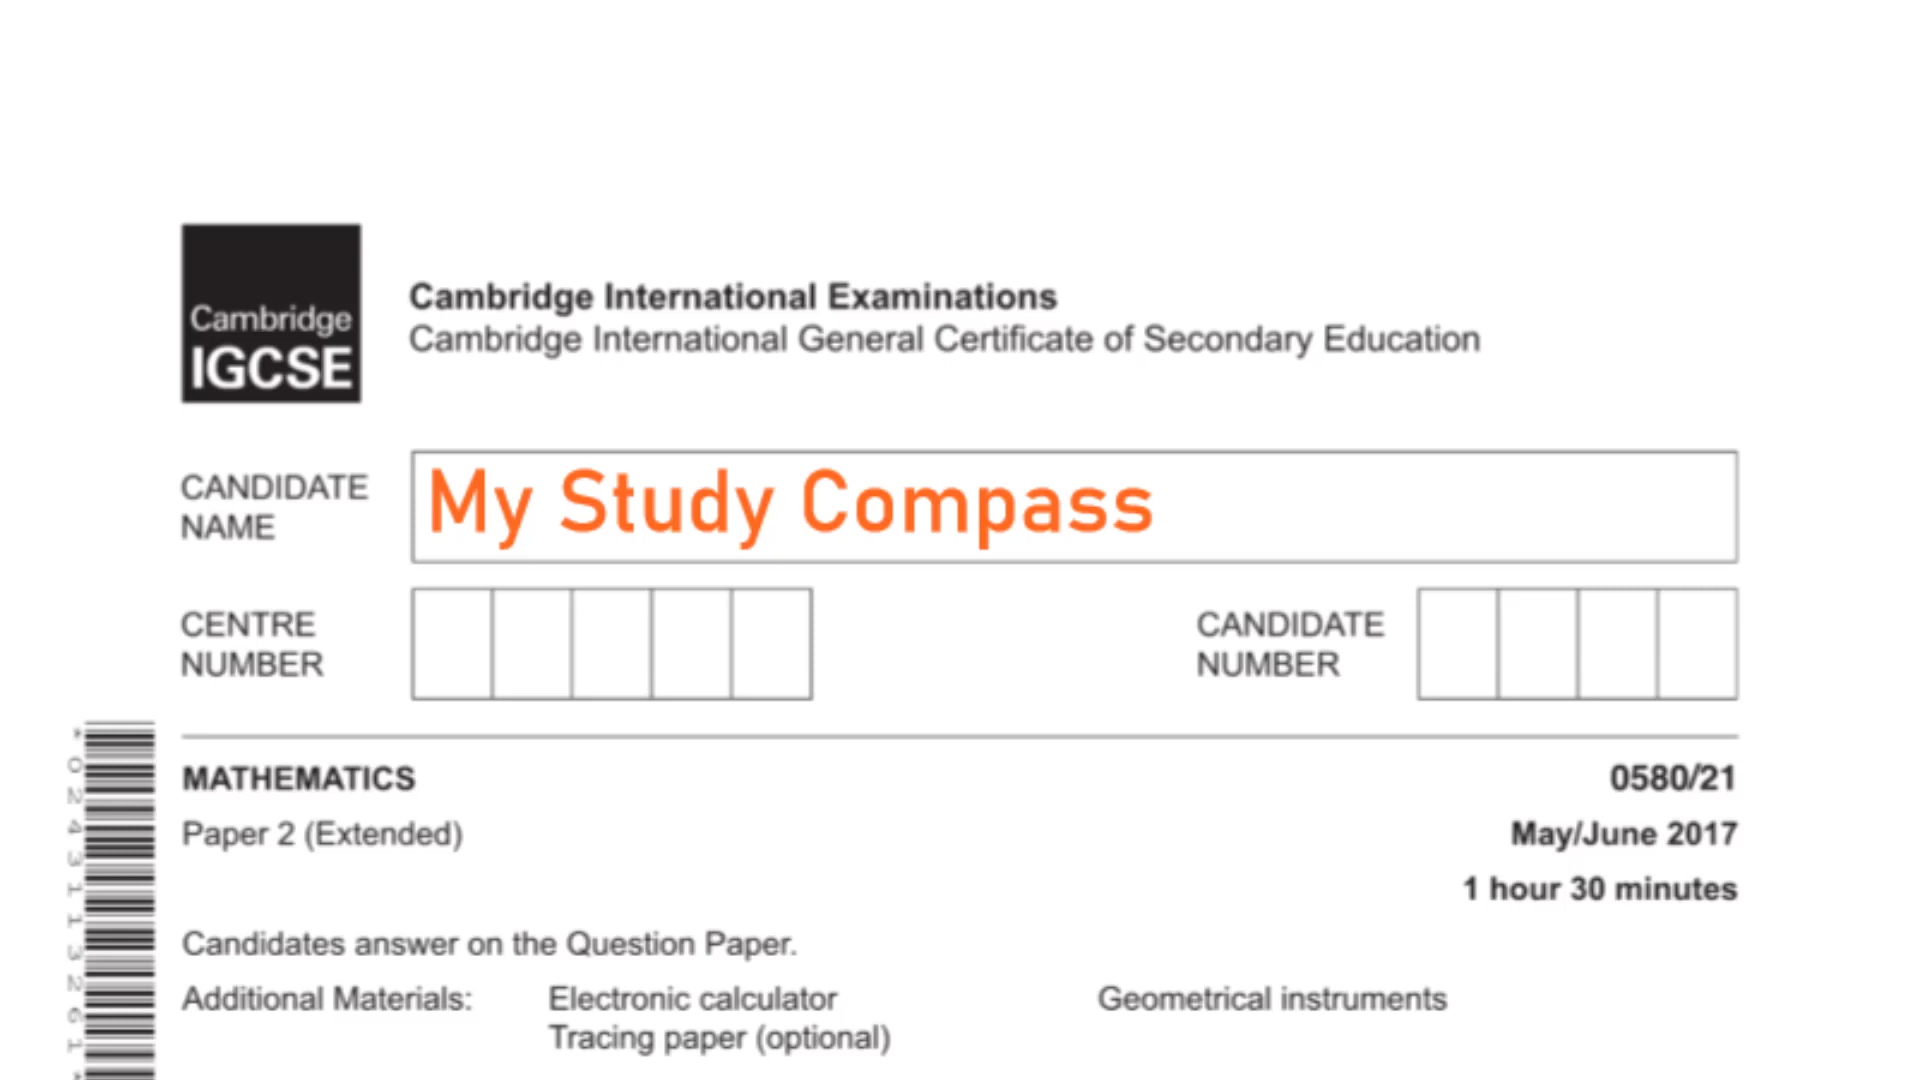 Cambridge
IGCSE
Cambridge International Examinations
Cambridge International General Certificate of Secondary Education
CANDIDATE
NAME
My Study Compass
CENTRE
NUMBER
CANDIDATE
NUMBER
MATHEMATICS
0580/21
Paper 2 (Extended)
May/June 2017
1 hour 30 minutes
Candidates answer on the Question Paper.
Additional Materials:
Electronic calculator
Geometrical instruments
Tracing paper (optional)
*0243113261*